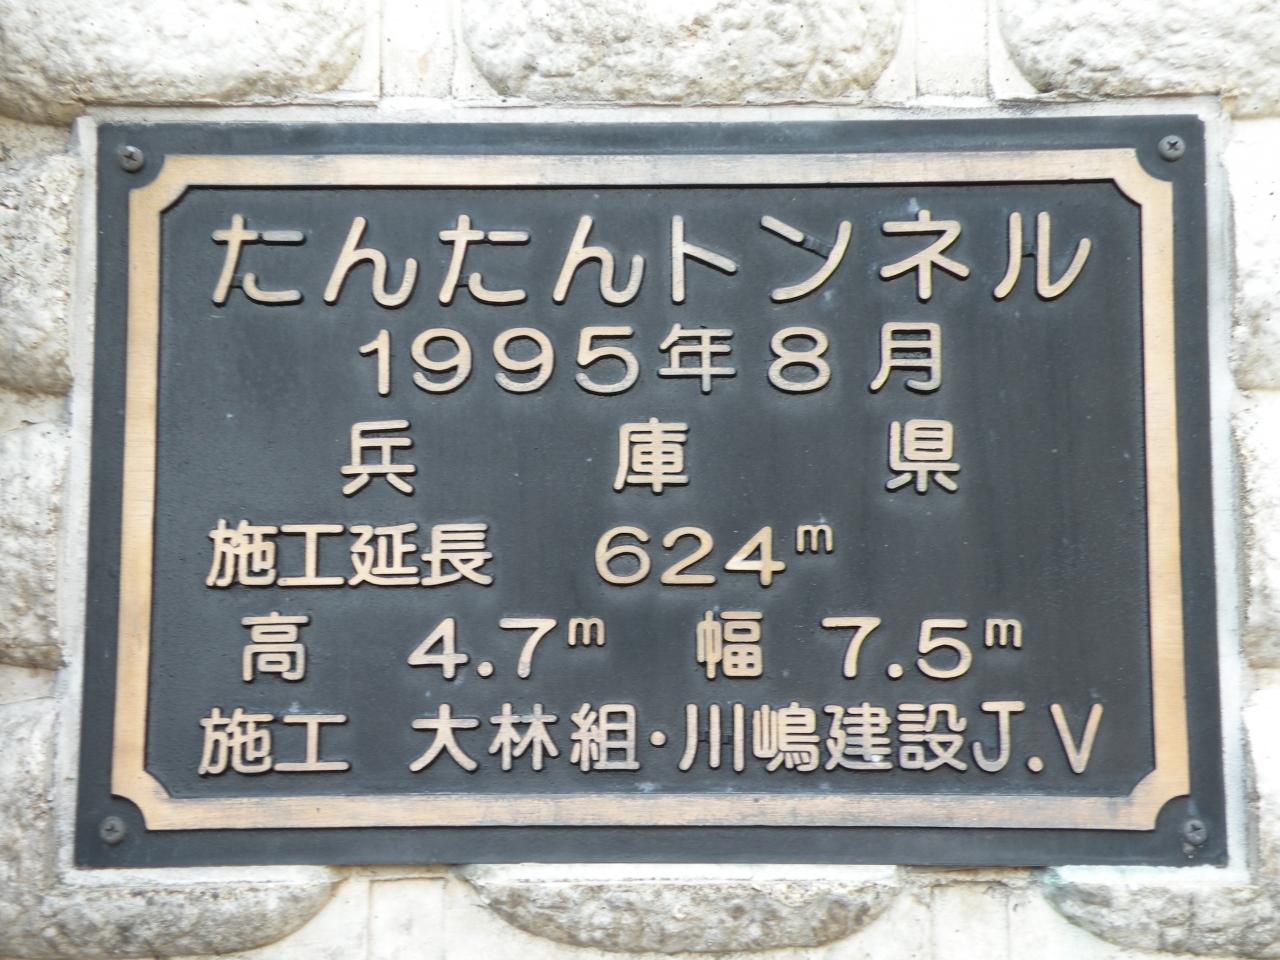 たんたんトンネル
1995年8月
兵庫県
施工延長 624m
高 4.7m 幅 7.5m
施工 大林組・川嶋建設J.V